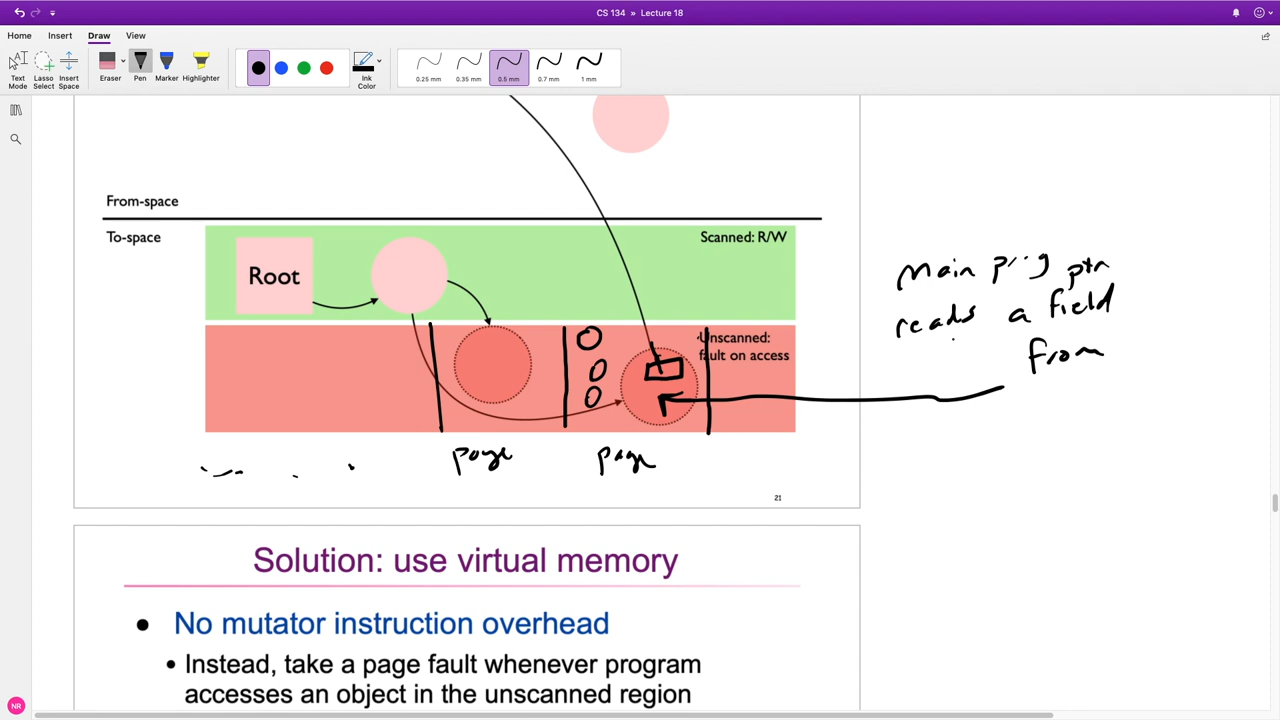 CS 134 » Lecture 18
Home Insert Draw View
Text Mode
Lasso Select
Insert Space
Eraser
Pen
Marker
Highlighter
Ink Color
0.25 mm
0.35 mm
0.5 mm
0.7 mm
1 mm
From-space
To-space
Scanned: R/W
Root
Unscanned:
fault on access
page page
Main prog ptr
reads a field
from
21
Solution: use virtual memory
● No mutator instruction overhead
• Instead, take a page fault whenever program
accesses an object in the unscanned region
NR